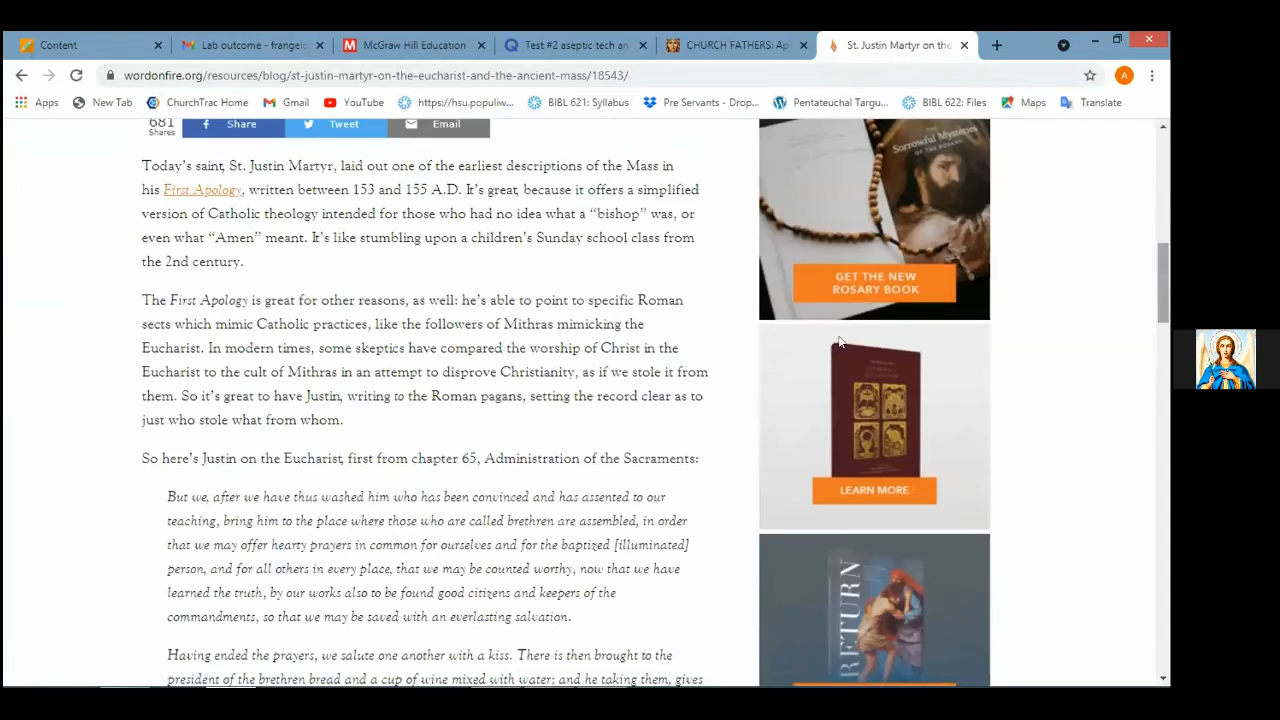 Content
Lab outcome - frangelo
McGraw Hill Education
Test #2 aseptic tech an
CHURCH FATHERS: Ap
St. Justin Martyr on the
wordonfire.org/resources/blog/st-justin-martyr-on-the-eucharist-and-the-ancient-mass/18543/
A
Apps
New Tab
ChurchTrac Home
Gmail
YouTube
https://hsu.populiw...
BIBL 621: Syllabus
Pre Servants - Drop...
Pentateuchal Targu...
BIBL 622: Files
Maps
Translate
681
Shares
Share
Tweet
Email
Today's saint, St. Justin Martyr, laid out one of the earliest descriptions of the Mass in
his First Apology, written between 153 and 155 A.D. It's great, because it offers a simplified
version of Catholic theology intended for those who had no idea what a "bishop" was, or
even what "Amen" meant. It's like stumbling upon a children's Sunday school class from
the 2nd century.
The First Apology is great for other reasons, as well: he's able to point to specific Roman
sects which mimic Catholic practices, like the followers of Mithras mimicking the
Eucharist. In modern times, some skeptics have compared the worship of Christ in the
Eucharist to the cult of Mithras in an attempt to disprove Christianity, as if we stole it from
them. So it's great to have Justin, writing to the Roman pagans, setting the record clear as to
just who stole what from whom.
So here's Justin on the Eucharist, first from chapter 65, Administration of the Sacraments:
But we, after we have thus washed him who has been convinced and has assented to our
teaching, bring him to the place where those who are called brethren are assembled, in order
that we may offer hearty prayers in common for ourselves and for the baptized [illuminated]
person, and for all others in every place, that we may be counted worthy, now that we have
learned the truth, by our works also to be found good citizens and keepers of the
commandments, so that we may be saved with an everlasting salvation.
Having ended the prayers, we salute one another with a kiss. There is then brought to the
president of the brethren bread and a cup of wine mixed with water; and he taking them, gives
Sorrowful Mysteries
OF THE ROSARY
GET THE NEW
ROSARY BOOK
LEARN MORE
RETURN